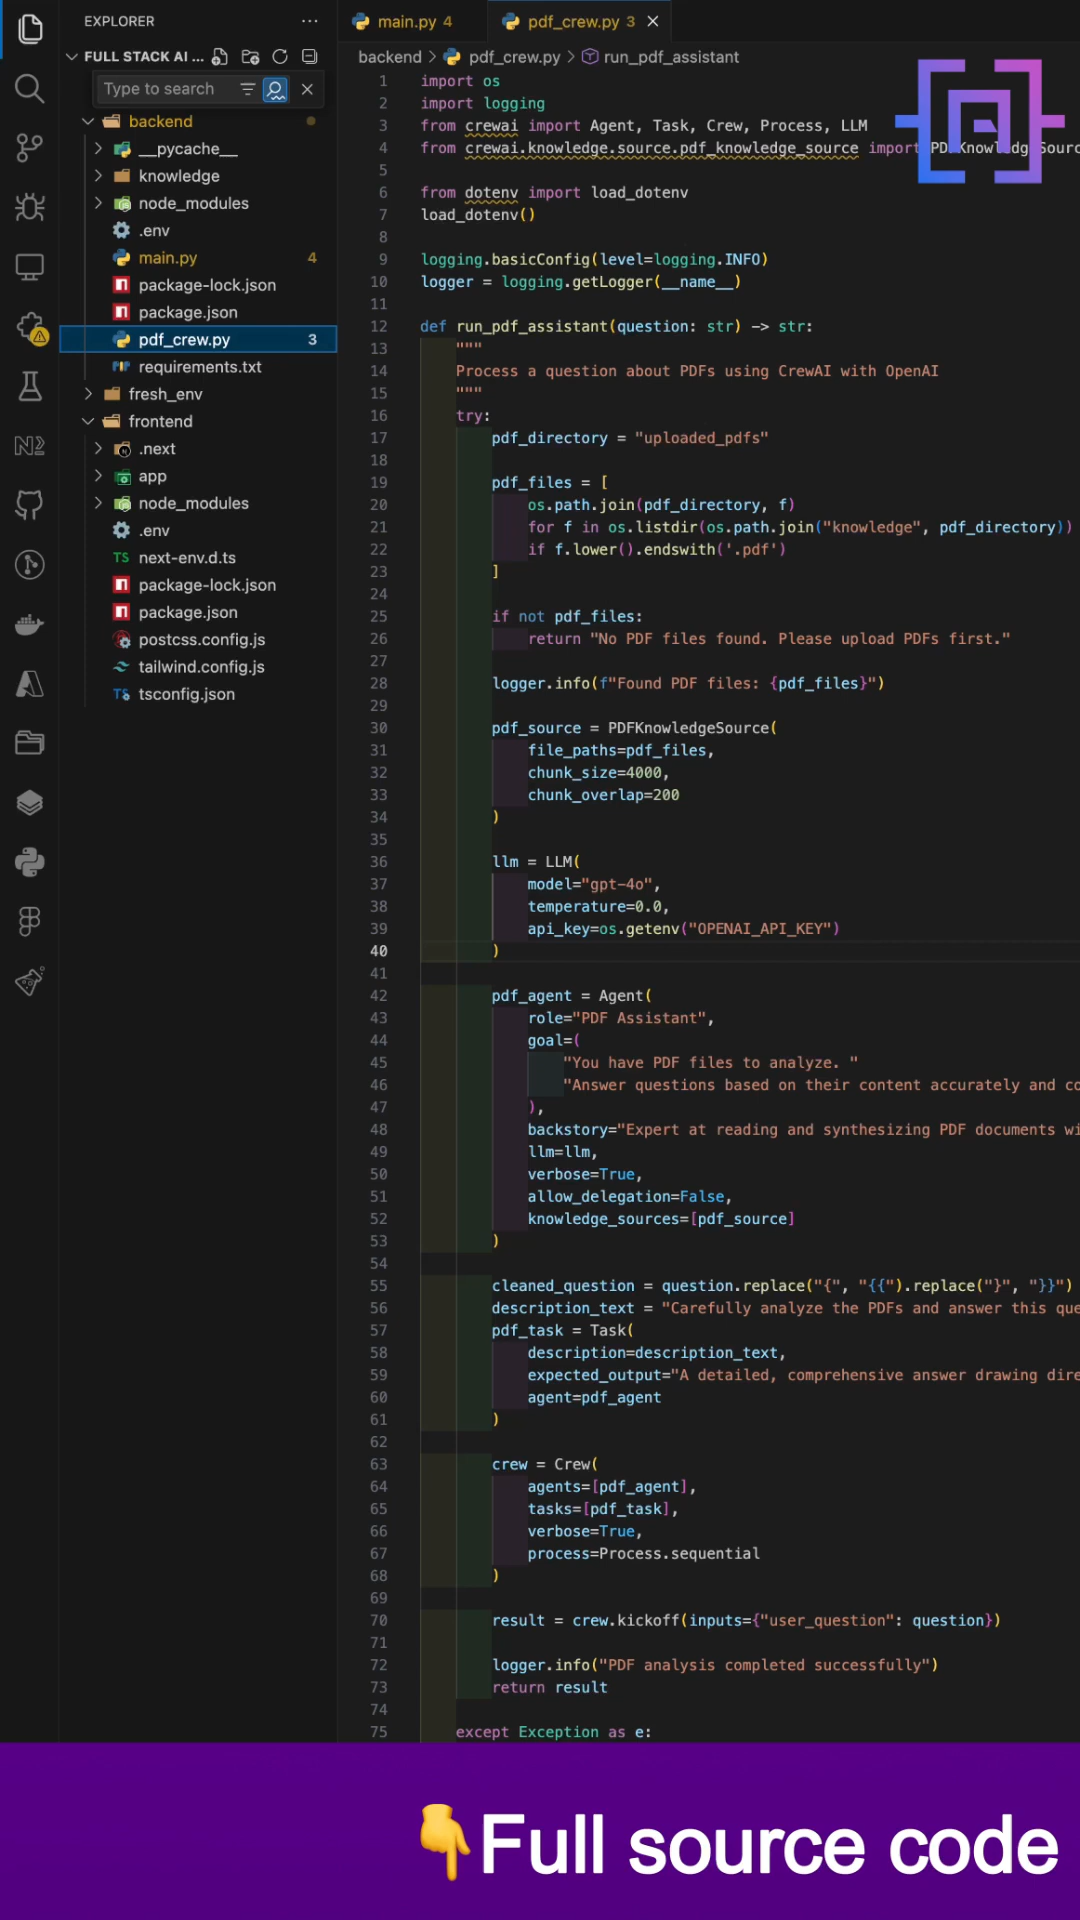 EXPLORER
FULL STACK AI ...
Type to search
backend
__pycache__
knowledge
node_modules
.env
main.py 4
package-lock.json
package.json
pdf_crew.py 3
requirements.txt
fresh_env
frontend
.next
app
node_modules
.env
TS next-env.d.ts
package-lock.json
package.json
postcss.config.js
tailwind.config.js
TS tsconfig.json
main.py 4 pdf_crew.py 3
backend > pdf_crew.py > run_pdf_assistant
1 import os
2 import logging
3 from crewai import Agent, Task, Crew, Process, LLM
4 from crewai.knowledge.source.pdf_knowledge_source import PDFKnowledgeSourc
5
6 from dotenv import load_dotenv
7 load_dotenv()
8
9 logging.basicConfig(level=logging.INFO)
10 logger = logging.getLogger(__name__)
11
12 def run_pdf_assistant(question: str) -> str:
13 """
14 Process a question about PDFs using CrewAI with OpenAI
15 """
16 try:
17 pdf_directory = "uploaded_pdfs"
18
19 pdf_files = [
20 os.path.join(pdf_directory, f)
21 for f in os.listdir(os.path.join("knowledge", pdf_directory))
22 if f.lower().endswith('.pdf')
23 ]
24
25 if not pdf_files:
26 return "No PDF files found. Please upload PDFs first."
27
28 logger.info(f"Found PDF files: {pdf_files}")
29
30 pdf_source = PDFKnowledgeSource(
31 file_paths=pdf_files,
32 chunk_size=4000,
33 chunk_overlap=200
34 )
35
36 llm = LLM(
37 model="gpt-4o",
38 temperature=0.0,
39 api_key=os.getenv("OPENAI_API_KEY")
40 )
41
42 pdf_agent = Agent(
43 role="PDF Assistant",
44 goal=(
45 "You have PDF files to analyze. "
46 "Answer questions based on their content accurately and co
47 ),
48 backstory="Expert at reading and synthesizing PDF documents wi
49 llm=llm,
50 verbose=True,
51 allow_delegation=False,
52 knowledge_sources=[pdf_source]
53 )
54
55 cleaned_question = question.replace("{", "{{").replace("}", "}}")
56 description_text = "Carefully analyze the PDFs and answer this que
57 pdf_task = Task(
58 description=description_text,
59 expected_output="A detailed, comprehensive answer drawing dire
60 agent=pdf_agent
61 )
62
63 crew = Crew(
64 agents=[pdf_agent],
65 tasks=[pdf_task],
66 verbose=True,
67 process=Process.sequential
68 )
69
70 result = crew.kickoff(inputs={"user_question": question})
71
72 logger.info("PDF analysis completed successfully")
73 return result
74
75 except Exception as e:
👇Full source code